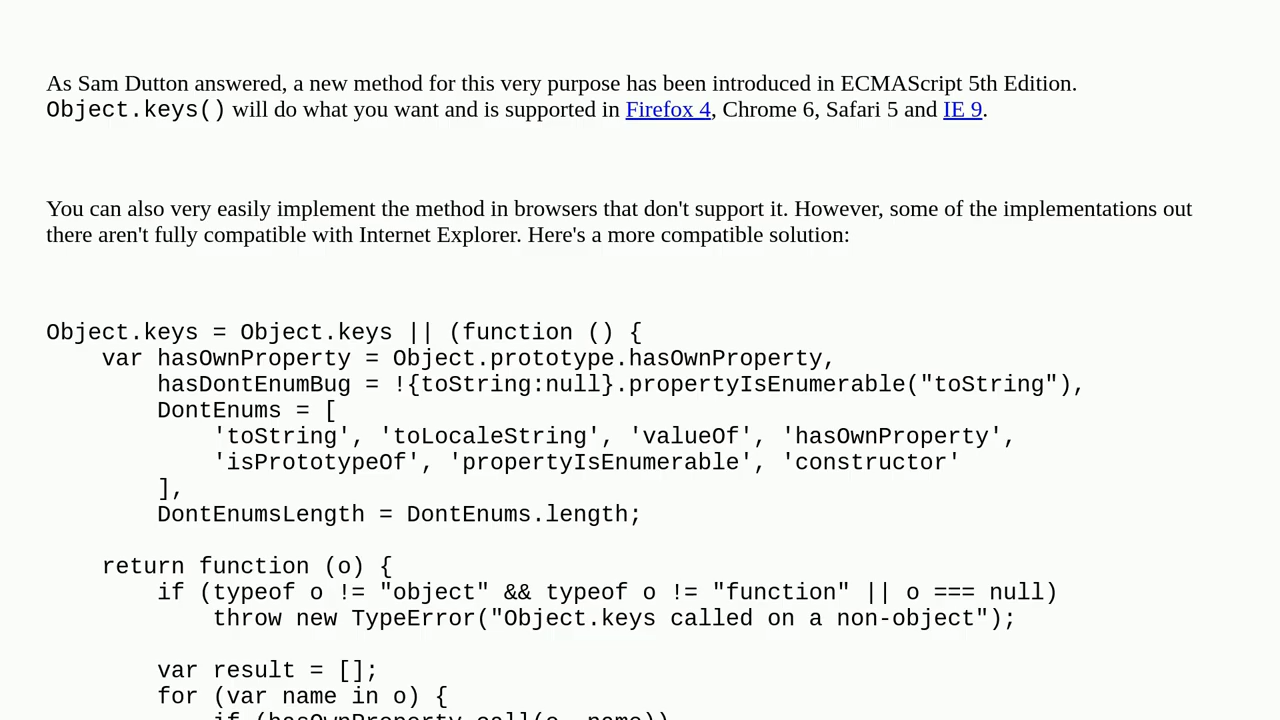 As Sam Dutton answered, a new method for this very purpose has been introduced in ECMAScript 5th Edition.
Object.keys() will do what you want and is supported in Firefox 4, Chrome 6, Safari 5 and IE 9.
You can also very easily implement the method in browsers that don't support it. However, some of the implementations out
there aren't fully compatible with Internet Explorer. Here's a more compatible solution:
Object.keys = Object.keys || (function () {
    var hasOwnProperty = Object.prototype.hasOwnProperty,
        hasDontEnumBug = !{toString:null}.propertyIsEnumerable("toString"),
        DontEnums = [
            'toString', 'toLocaleString', 'valueOf', 'hasOwnProperty',
            'isPrototypeOf', 'propertyIsEnumerable', 'constructor'
        ],
        DontEnumsLength = DontEnums.length;
    return function (o) {
        if (typeof o != "object" && typeof o != "function" || o === null)
            throw new TypeError("Object.keys called on a non-object");
        var result = [];
        for (var name in o) {
            if (hasOwnProperty.call(o, name))